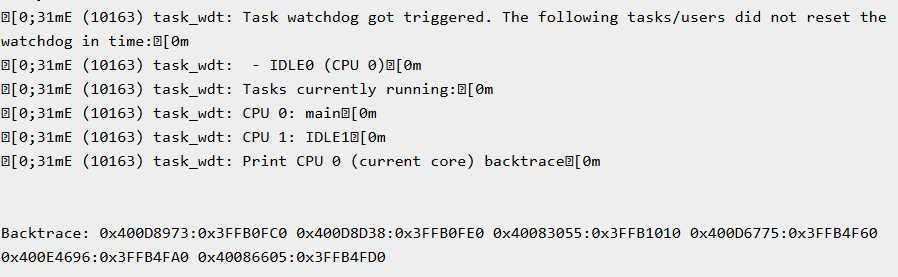 ␛[0;31mE (10163) task_wdt: Task watchdog got triggered. The following tasks/users did not reset the
watchdog in time:␛[0m
␛[0;31mE (10163) task_wdt:  - IDLE0 (CPU 0)␛[0m
␛[0;31mE (10163) task_wdt: Tasks currently running:␛[0m
␛[0;31mE (10163) task_wdt: CPU 0: main␛[0m
␛[0;31mE (10163) task_wdt: CPU 1: IDLE1␛[0m
␛[0;31mE (10163) task_wdt: Print CPU 0 (current core) backtrace␛[0m
Backtrace: 0x400D8973:0x3FFB0FC0 0x400D8D38:0x3FFB0FE0 0x40083055:0x3FFB1010 0x400D6775:0x3FFB4F60
0x400E4696:0x3FFB4FA0 0x40086605:0x3FFB4FD0